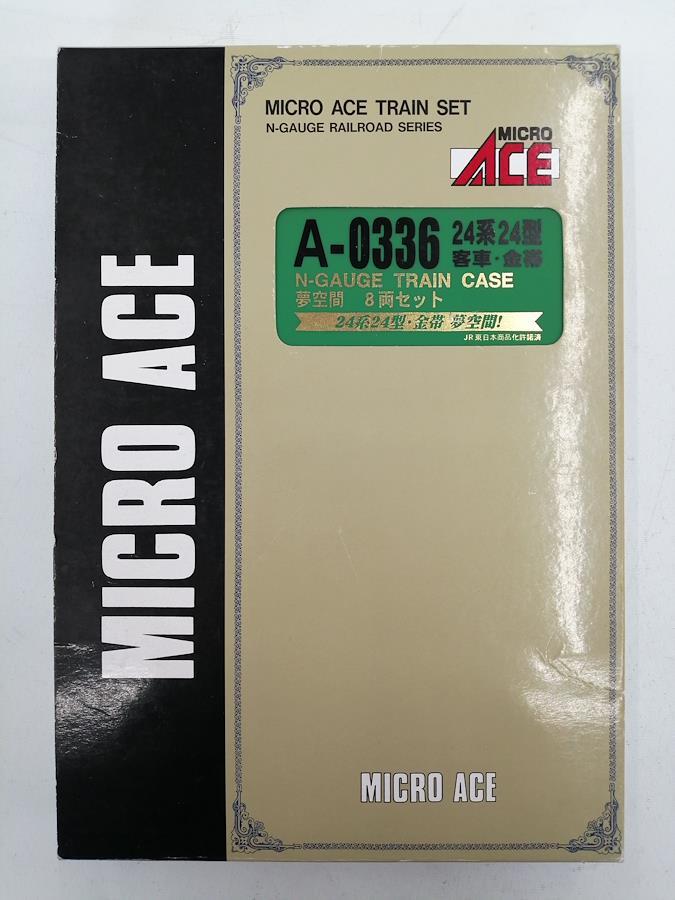 MICRO ACE
MICRO ACE TRAIN SET
N-GAUGE RAILROAD SERIES
MICRO
ACE
A-0336
24系24型
客車・金帯
N-GAUGE TRAIN CASE
夢空間 8両セット
24系24型・金帯 夢空間!
JR東日本商品化許諾済
MICRO ACE